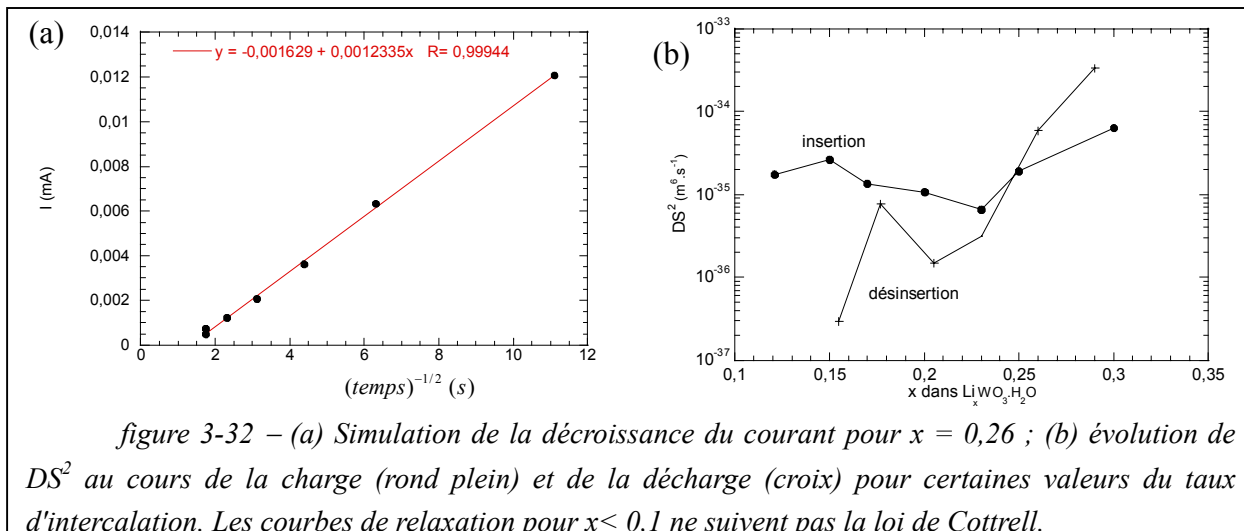 (a)
0,014
0,012
0,01
0,008
0,006
0,004
0,002
0
I (mA)
y = -0,001629 + 0,0012335x R= 0,99944
0 2 4 6 8 10 12
(temps)^{-1/2} (s)
(b)
10^{-33}
10^{-34}
10^{-35}
10^{-36}
10^{-37}
DS^2 (m^6.s^{-1})
insertion
désinsertion
0,1 0,15 0,2 0,25 0,3 0,35
x dans Li_xWO_3.H_2O
figure 3-32 – (a) Simulation de la décroissance du courant pour x = 0,26 ; (b) évolution de
DS^2 au cours de la charge (rond plein) et de la décharge (croix) pour certaines valeurs du taux
d'intercalation. Les courbes de relaxation pour x< 0,1 ne suivent pas la loi de Cottrell.